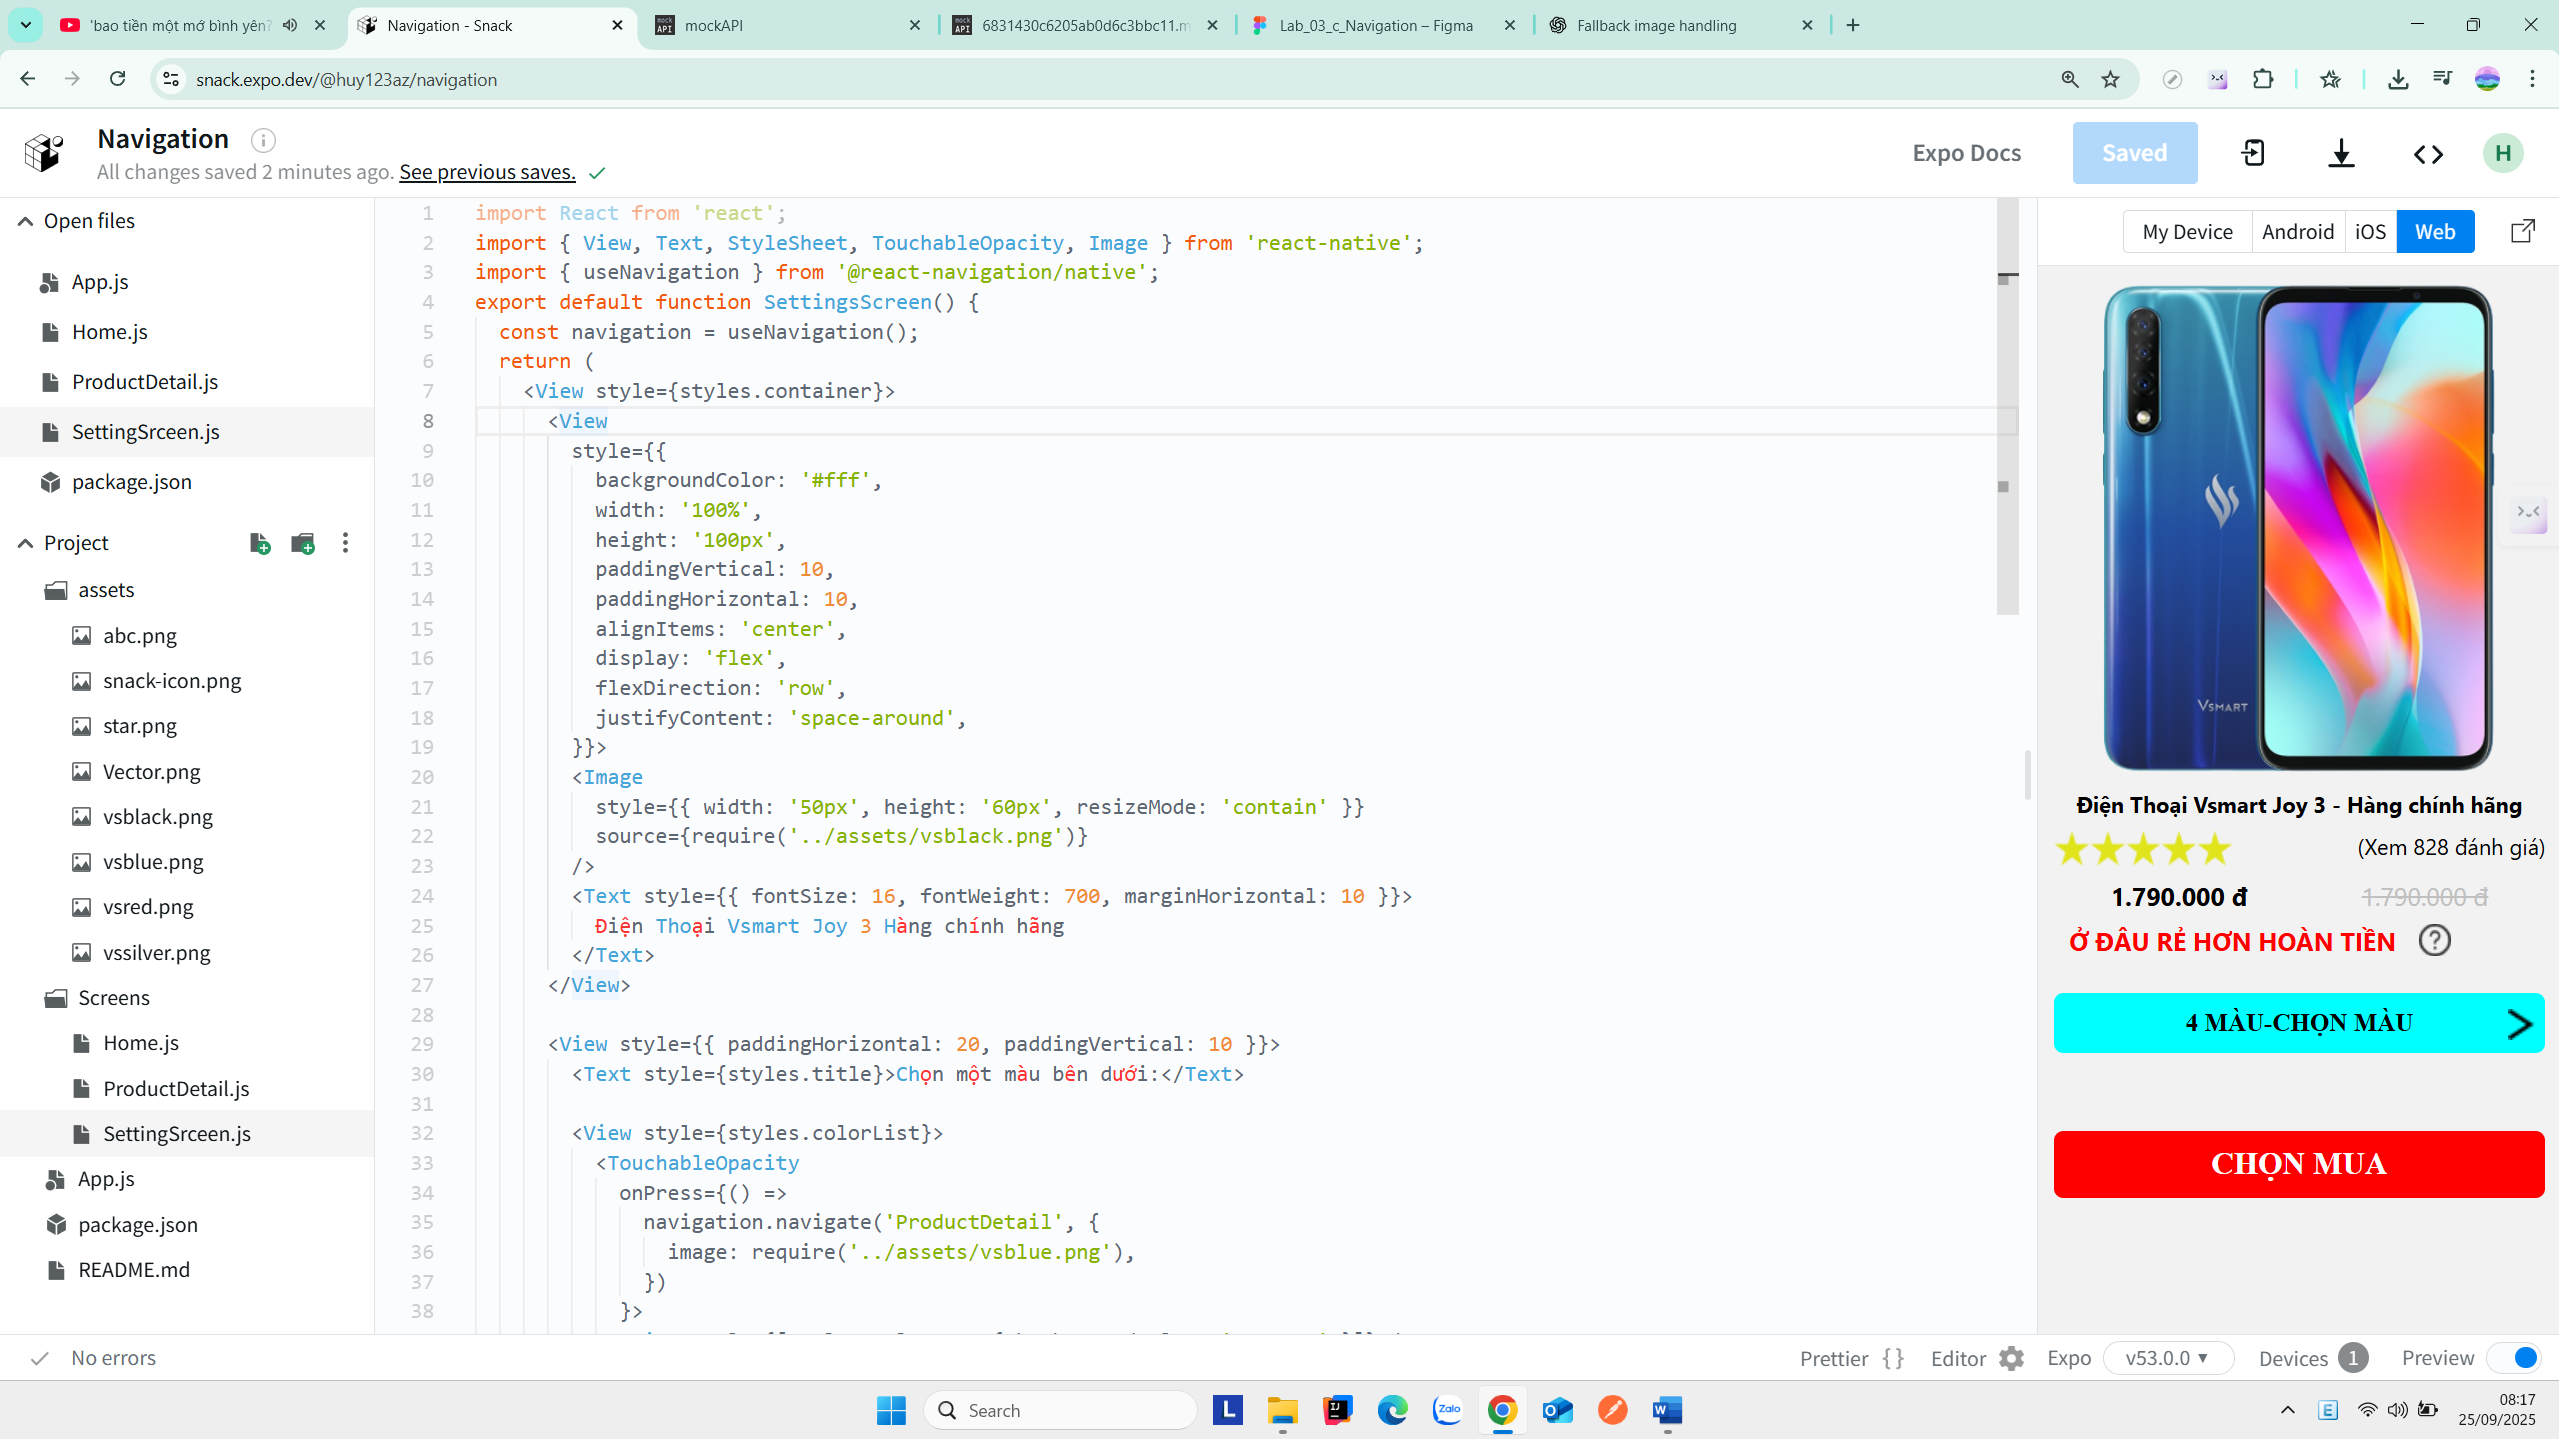 'bao tiền một mớ bình yên?
Navigation - Snack
mockAPI
6831430c6205ab0d6c3bbc11.m
Lab_03_c_Navigation – Figma
Fallback image handling
snack.expo.dev/@huy123az/navigation
Navigation
All changes saved 2 minutes ago. See previous saves.
Expo Docs
Saved
H
Open files
App.js
Home.js
ProductDetail.js
SettingSrceen.js
package.json
Project
assets
abc.png
snack-icon.png
star.png
Vector.png
vsblack.png
vsblue.png
vsred.png
vssilver.png
Screens
Home.js
ProductDetail.js
SettingSrceen.js
App.js
package.json
README.md
1 import React from 'react';
2 import { View, Text, StyleSheet, TouchableOpacity, Image } from 'react-native';
3 import { useNavigation } from '@react-navigation/native';
4 export default function SettingsScreen() {
5 const navigation = useNavigation();
6 return (
7 <View style={styles.container}>
8 <View
9 style={{
10 backgroundColor: '#fff',
11 width: '100%',
12 height: '100px',
13 paddingVertical: 10,
14 paddingHorizontal: 10,
15 alignItems: 'center',
16 display: 'flex',
17 flexDirection: 'row',
18 justifyContent: 'space-around',
19 }}>
20 <Image
21 style={{ width: '50px', height: '60px', resizeMode: 'contain' }}
22 source={require('../assets/vsblack.png')}
23 />
24 <Text style={{ fontSize: 16, fontWeight: 700, marginHorizontal: 10 }}>
25 Điện Thoại Vsmart Joy 3 Hàng chính hãng
26 </Text>
27 </View>
28
29 <View style={{ paddingHorizontal: 20, paddingVertical: 10 }}>
30 <Text style={styles.title}>Chọn một màu bên dưới:</Text>
31
32 <View style={styles.colorList}>
33 <TouchableOpacity
34 onPress={() =>
35 navigation.navigate('ProductDetail', {
36 image: require('../assets/vsblue.png'),
37 })
38 }>
My Device
Android
iOS
Web
VSMART
Điện Thoại Vsmart Joy 3 - Hàng chính hãng
(Xem 828 đánh giá)
1.790.000 đ
1.790.000 đ
Ở ĐÂU RẺ HƠN HOÀN TIỀN ?
4 MÀU-CHỌN MÀU
CHỌN MUA
No errors
Prettier {}
Editor
Expo
v53.0.0
Devices 1
Preview
Search
08:17
25/09/2025